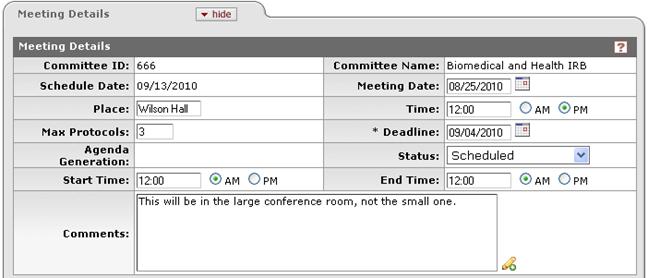 Meeting Details
hide
Meeting Details ?
Committee ID: 666 Committee Name: Biomedical and Health IRB
Schedule Date: 09/13/2010 Meeting Date: 08/25/2010
Place: Wilson Hall Time: 12:00 AM PM
Max Protocols: 3 * Deadline: 09/04/2010
Agenda
Generation: Status: Scheduled
Start Time: 12:00 AM PM End Time: 12:00 AM PM
This will be in the large conference room, not the small one.
Comments: